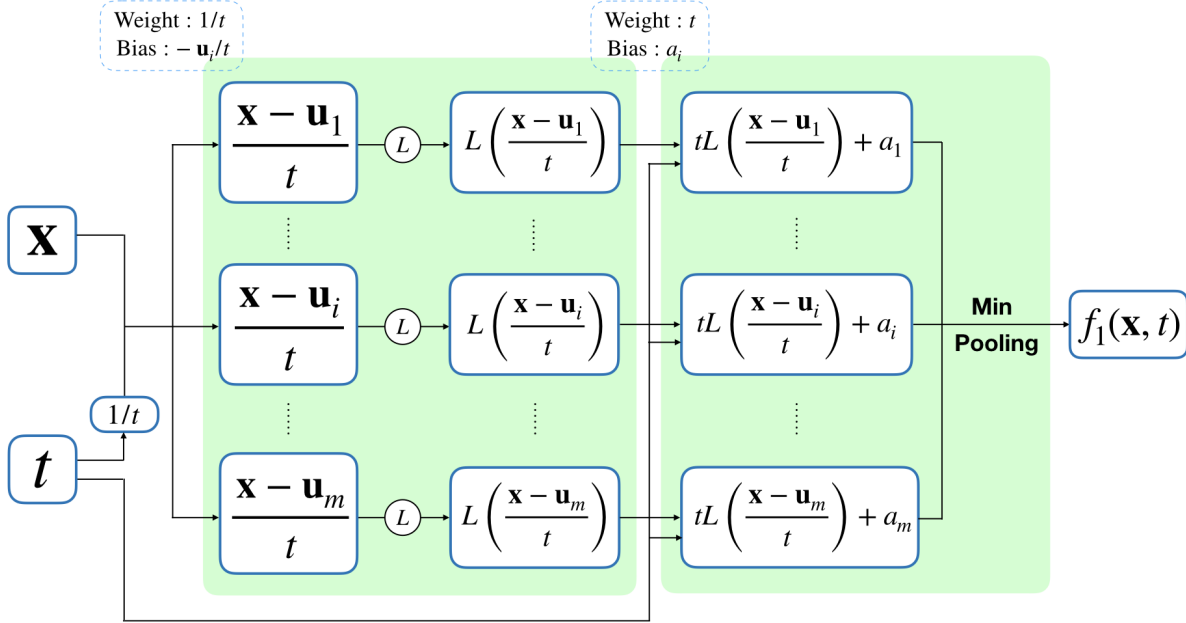 Weight : 1/t
Bias : − u_i/t
Weight : t
Bias : a_i
x
t
1/t
(x − u_1)/t
L
L((x − u_1)/t)
tL((x − u_1)/t) + a_1
(x − u_i)/t
L
L((x − u_i)/t)
tL((x − u_i)/t) + a_i
(x − u_m)/t
L
L((x − u_m)/t)
tL((x − u_m)/t) + a_m
Min
Pooling
f_1(x, t)